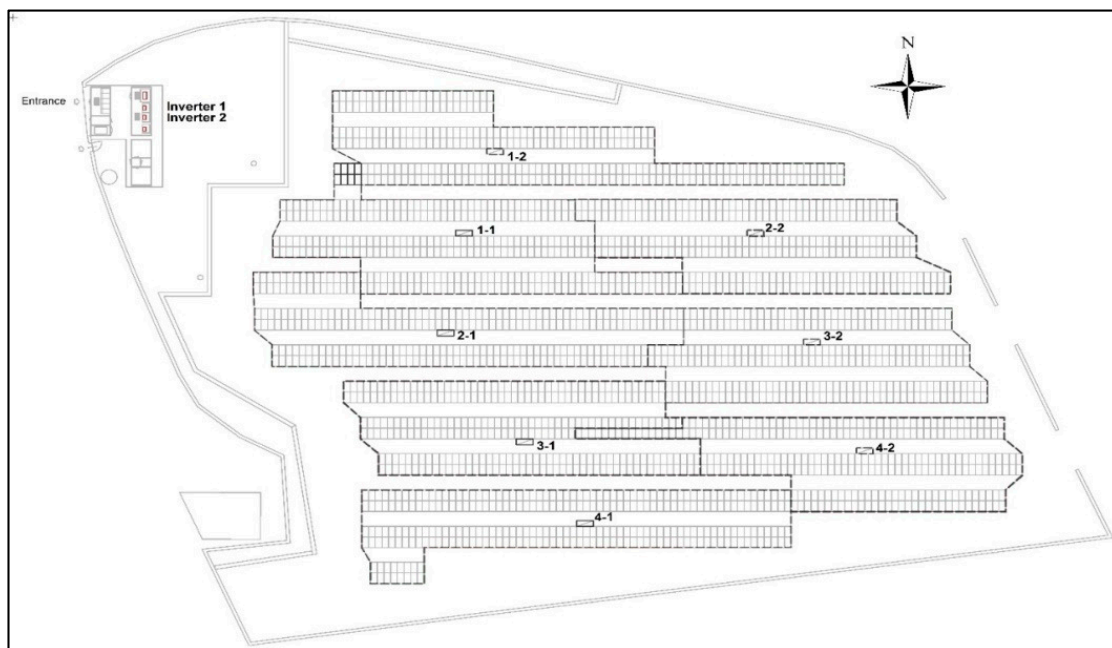 N
Entrance
Inverter 1
Inverter 2
1-2
1-1
2-2
2-1
3-2
3-1
4-2
4-1